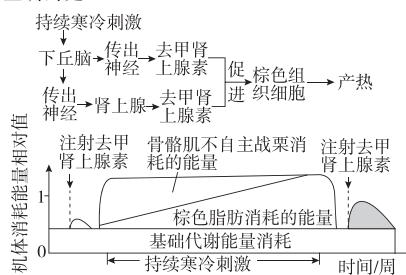 持续寒冷刺激
下丘脑 传出神经 去甲肾上腺素
促进 棕色组织细胞 产热
传出神经 肾上腺 去甲肾上腺素
机体消耗能量相对值
注射去甲肾上腺素
骨骼肌不自主战栗消耗的能量
注射去甲肾上腺素
1
棕色脂肪消耗的能量
基础代谢能量消耗
0
持续寒冷刺激
时间/周